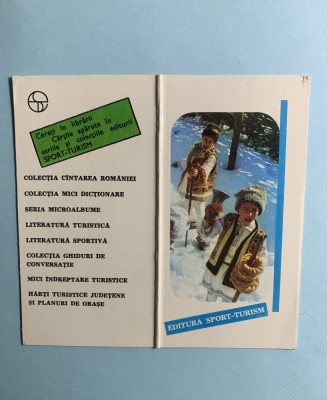 Cereți în librării
Cărțile apărute în
seriile și colecțiile editurii
SPORT-TURISM
COLECȚIA CÎNTAREA ROMÂNIEI
COLECȚIA MICI DICȚIONARE
SERIA MICROALBUME
LITERATURĂ TURISTICĂ
LITERATURĂ SPORTIVĂ
COLECȚIA GHIDURI DE
CONVERSAȚIE
MICI ÎNDREPTARE TURISTICE
HĂRȚI TURISTICE JUDEȚENE
ȘI PLANURI DE ORAȘE
EDITURA SPORT-TURISM